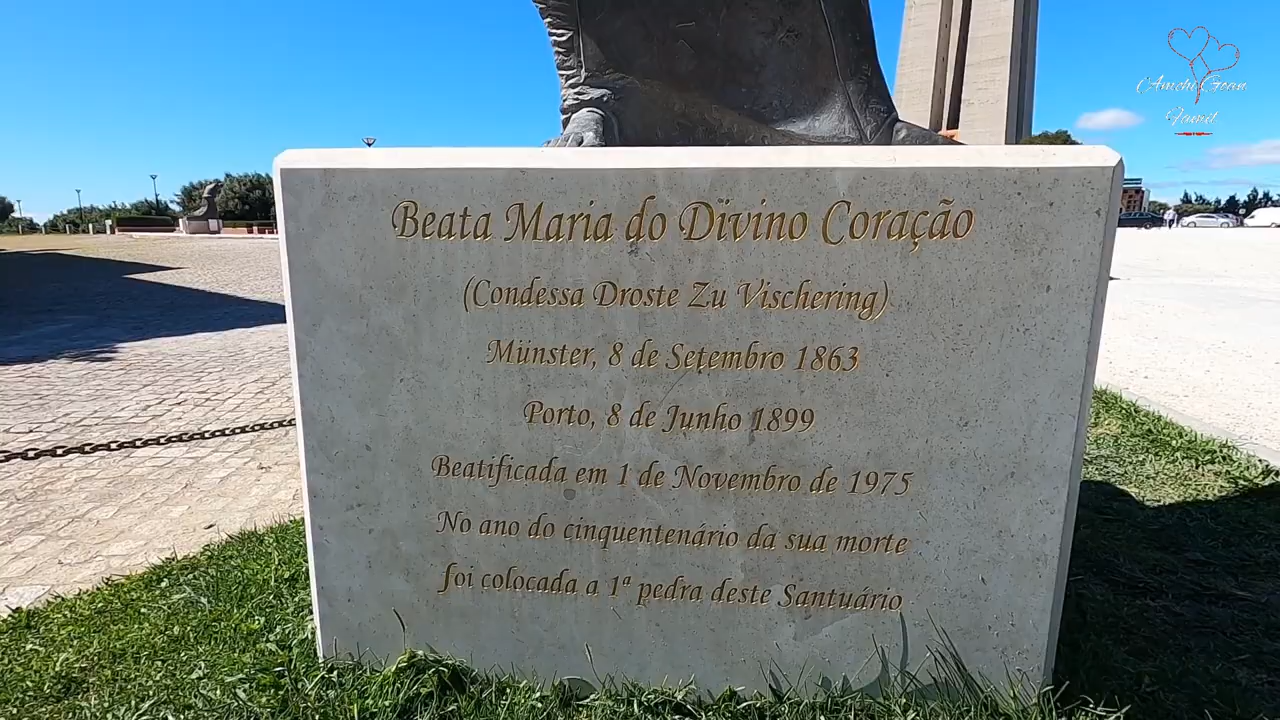 Beata Maria do Divino Coração
(Condessa Droste Zu Vischering)
Münster, 8 de Setembro 1863
Porto, 8 de Junho 1899
Beatificada em 1 de Novembro de 1975
No ano do cinquentenário da sua morte
foi colocada a 1ª pedra deste Santuário